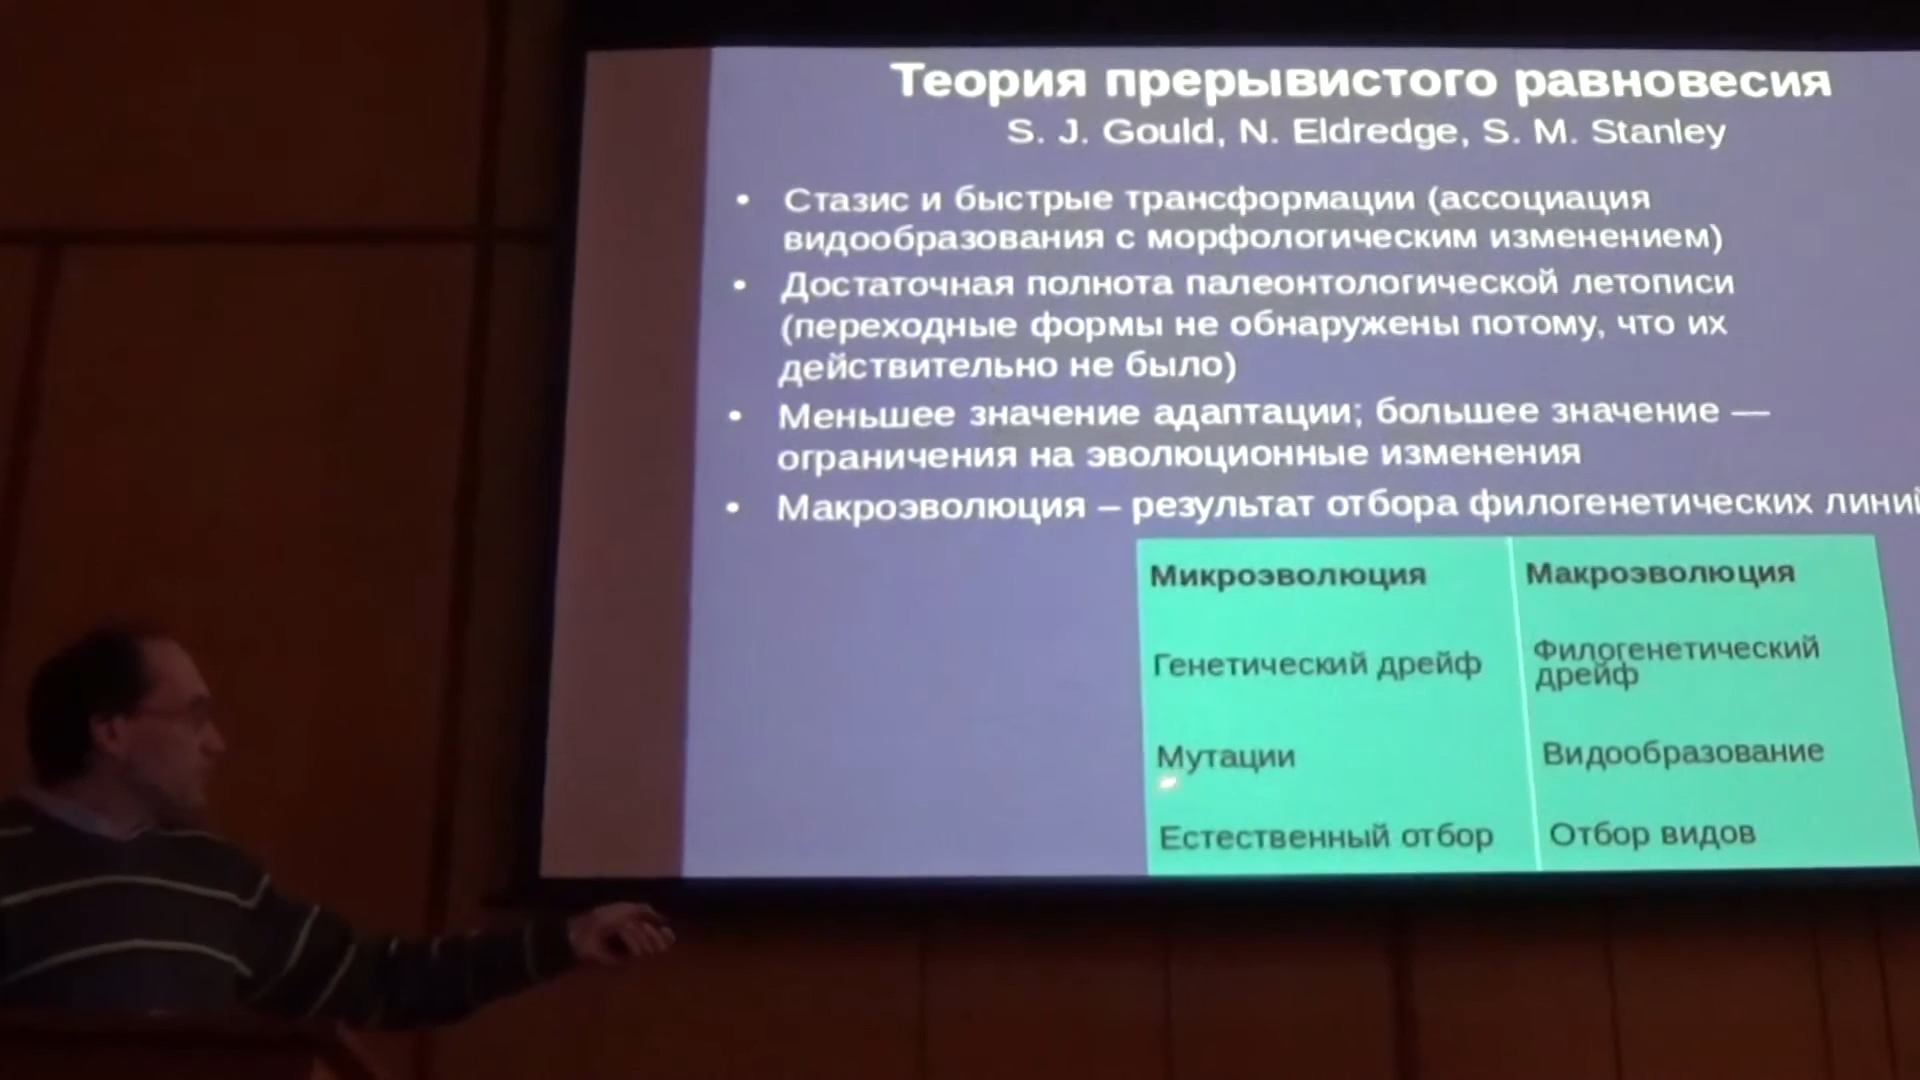 Теория прерывистого равновесия
S. J. Gould, N. Eldredge, S. M. Stanley
• Стазис и быстрые трансформации (ассоциация
видообразования с морфологическим изменением)
• Достаточная полнота палеонтологической летописи
(переходные формы не обнаружены потому, что их
действительно не было)
• Меньшее значение адаптации; большее значение —
ограничения на эволюционные изменения
• Макроэволюция – результат отбора филогенетических линий
Микроэволюция
Макроэволюция
Генетический дрейф
Филогенетический
дрейф
Мутации
Видообразование
Естественный отбор
Отбор видов